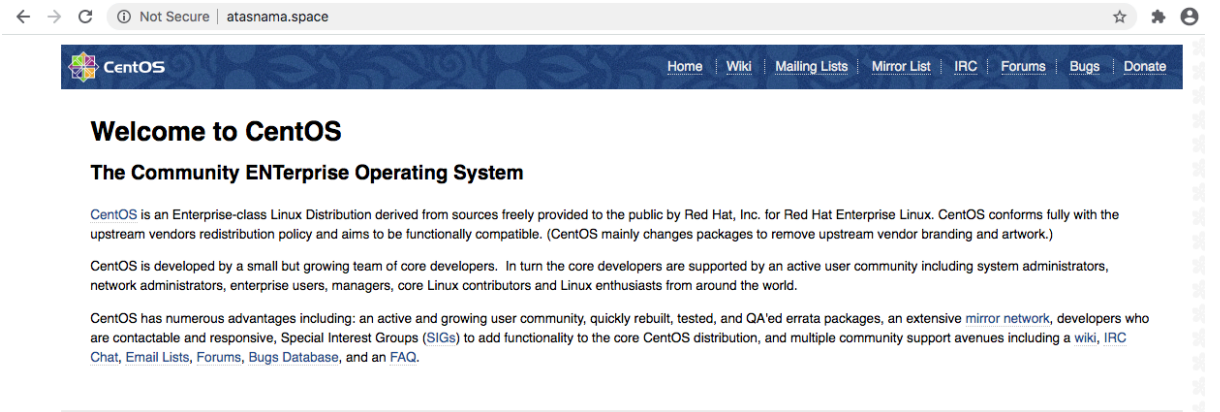 Not Secure atasnama.space
CentOS Home Wiki Mailing Lists Mirror List IRC Forums Bugs Donate
Welcome to CentOS
The Community ENTerprise Operating System
CentOS is an Enterprise-class Linux Distribution derived from sources freely provided to the public by Red Hat, Inc. for Red Hat Enterprise Linux. CentOS conforms fully with the
upstream vendors redistribution policy and aims to be functionally compatible. (CentOS mainly changes packages to remove upstream vendor branding and artwork.)
CentOS is developed by a small but growing team of core developers.  In turn the core developers are supported by an active user community including system administrators,
network administrators, enterprise users, managers, core Linux contributors and Linux enthusiasts from around the world.
CentOS has numerous advantages including: an active and growing user community, quickly rebuilt, tested, and QA'ed errata packages, an extensive mirror network, developers who
are contactable and responsive, Special Interest Groups (SIGs) to add functionality to the core CentOS distribution, and multiple community support avenues including a wiki, IRC
Chat, Email Lists, Forums, Bugs Database, and an FAQ.